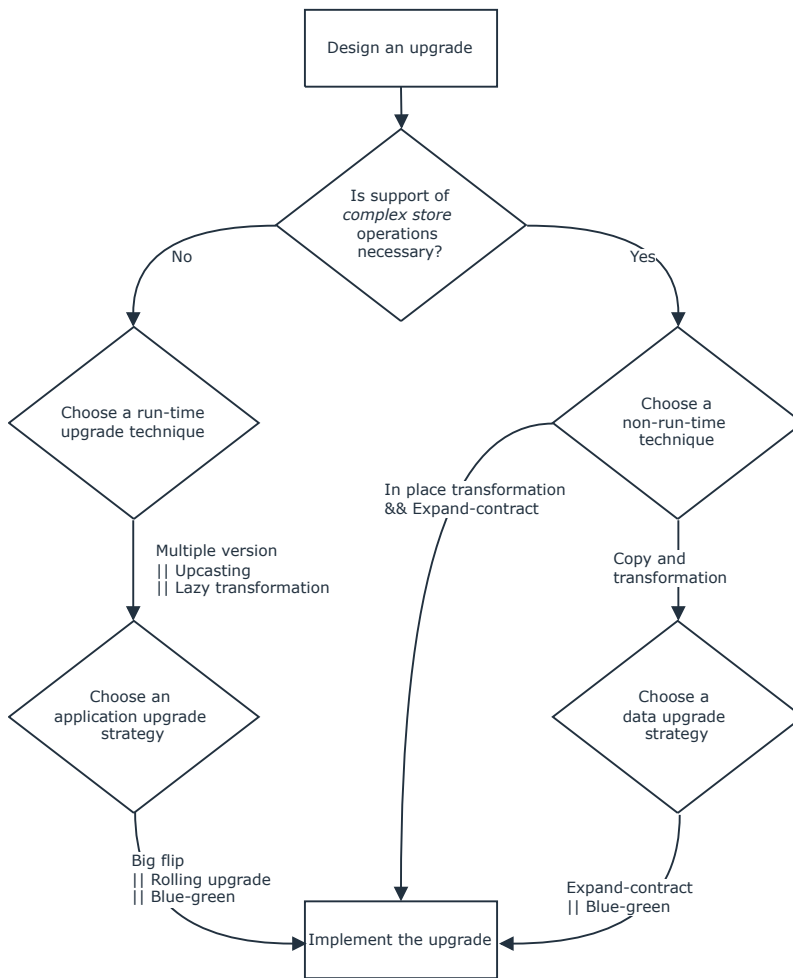 Design an upgrade
Is support of
complex store
operations
necessary?
No
Yes
Choose a run-time
upgrade technique
Choose a
non-run-time
technique
In place transformation
&& Expand-contract
Multiple version
|| Upcasting
|| Lazy transformation
Copy and
transformation
Choose an
application upgrade
strategy
Choose a
data upgrade
strategy
Big flip
|| Rolling upgrade
|| Blue-green
Expand-contract
|| Blue-green
Implement the upgrade